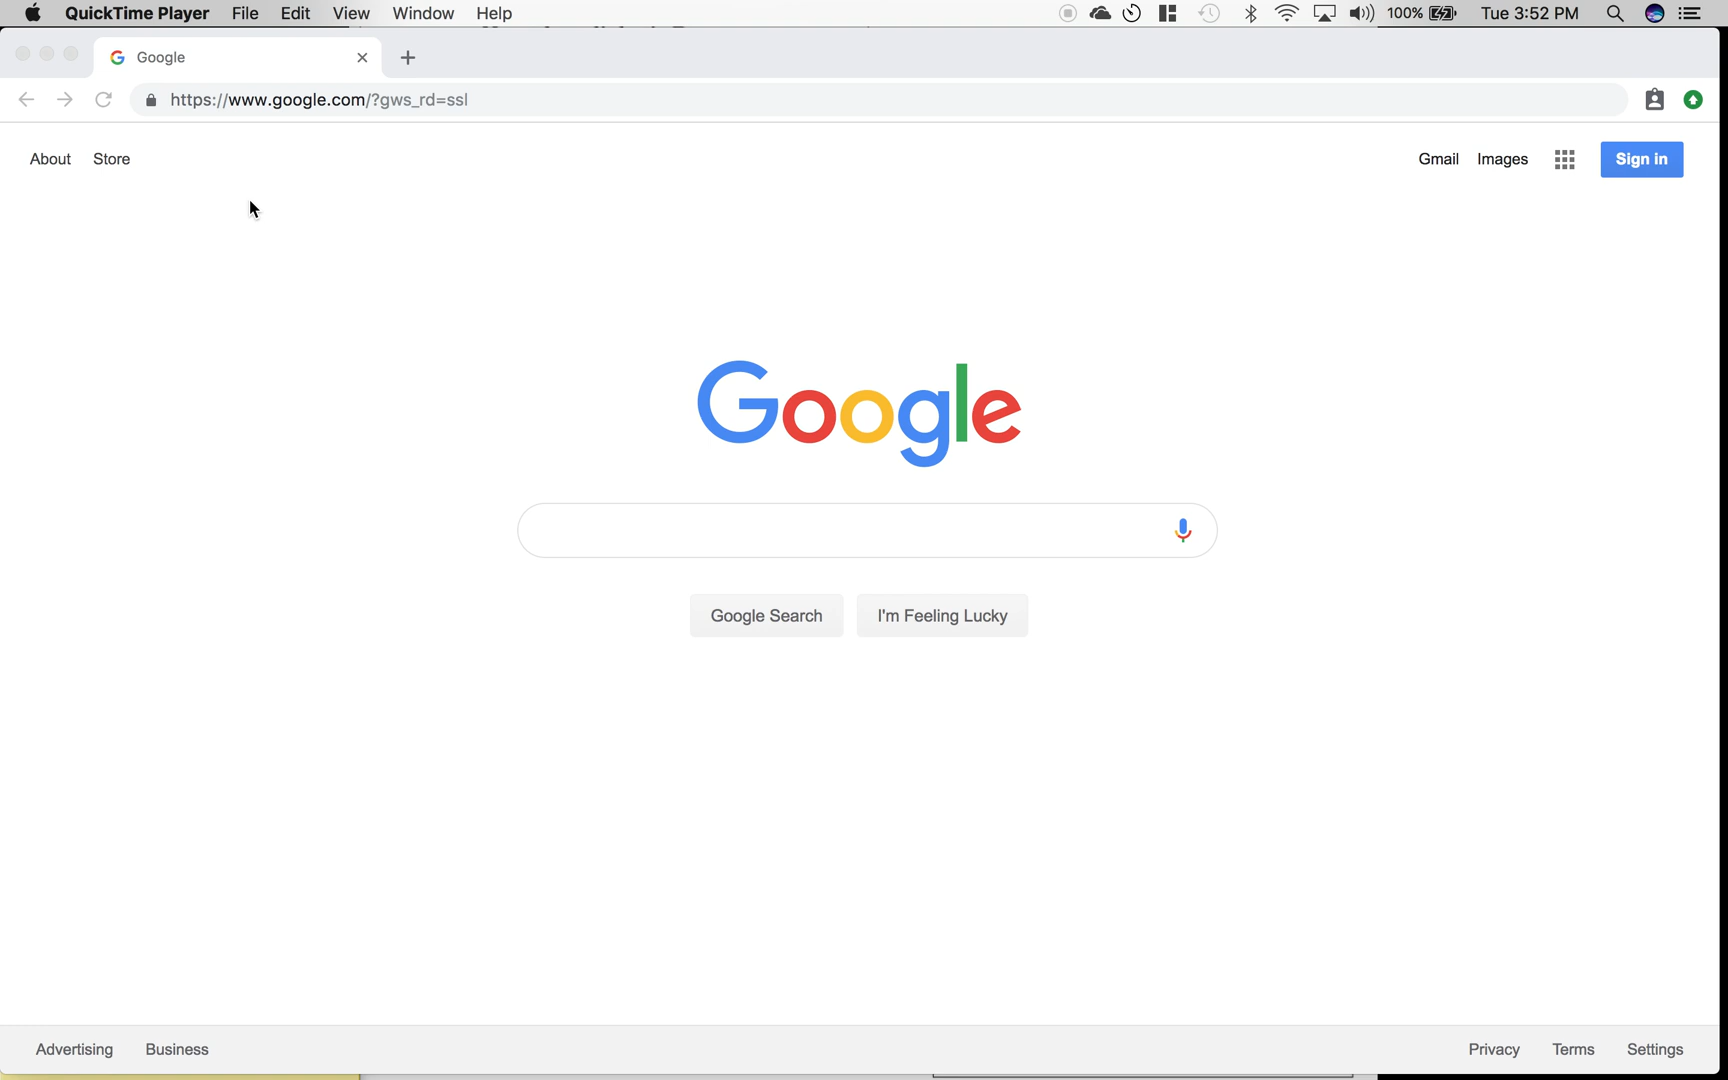 QuickTime Player File Edit View Window Help 100% Tue 3:52 PM
Google
https://www.google.com/?gws_rd=ssl
About Store Gmail Images Sign in
Google
Google Search I'm Feeling Lucky
Advertising Business Privacy Terms Settings